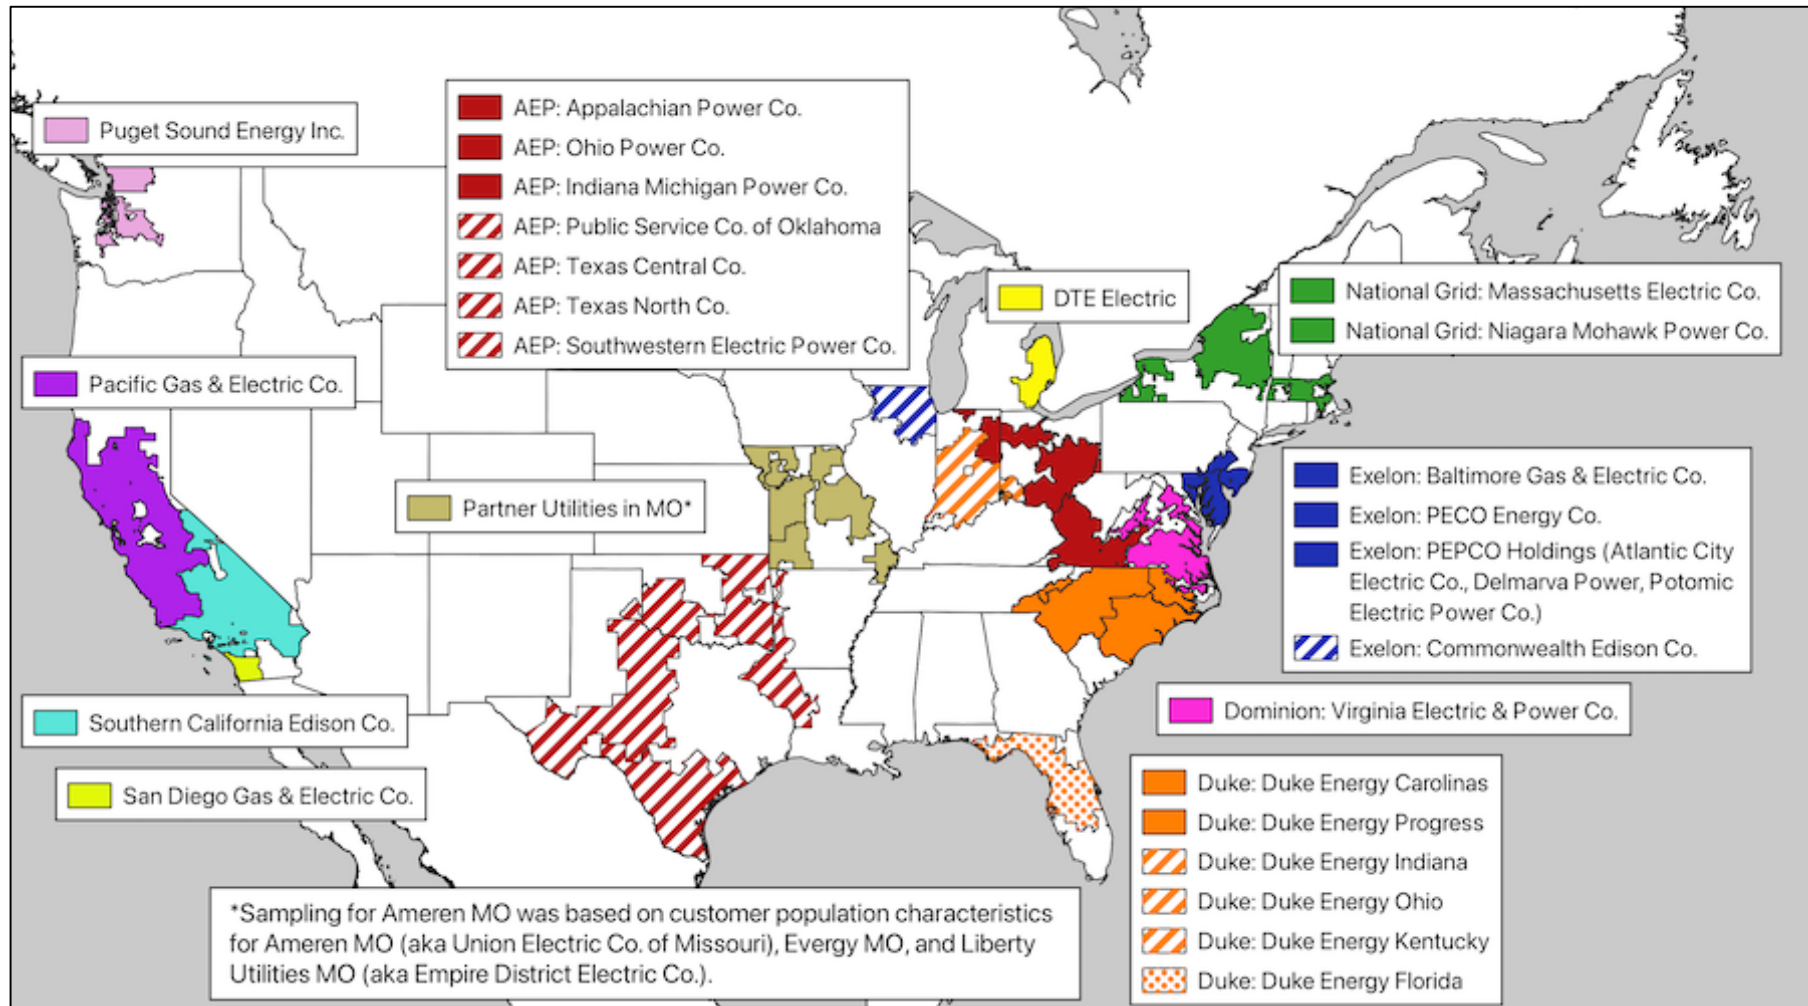 Puget Sound Energy Inc.
AEP: Appalachian Power Co.
AEP: Ohio Power Co.
AEP: Indiana Michigan Power Co.
AEP: Public Service Co. of Oklahoma
AEP: Texas Central Co.
AEP: Texas North Co.
AEP: Southwestern Electric Power Co.
DTE Electric
National Grid: Massachusetts Electric Co.
National Grid: Niagara Mohawk Power Co.
Pacific Gas & Electric Co.
Partner Utilities in MO*
Exelon: Baltimore Gas & Electric Co.
Exelon: PECO Energy Co.
Exelon: PEPCO Holdings (Atlantic City
Electric Co., Delmarva Power, Potomic
Electric Power Co.)
Exelon: Commonwealth Edison Co.
Southern California Edison Co.
Dominion: Virginia Electric & Power Co.
San Diego Gas & Electric Co.
Duke: Duke Energy Carolinas
Duke: Duke Energy Progress
Duke: Duke Energy Indiana
Duke: Duke Energy Ohio
Duke: Duke Energy Kentucky
Duke: Duke Energy Florida
*Sampling for Ameren MO was based on customer population characteristics
for Ameren MO (aka Union Electric Co. of Missouri), Evergy MO, and Liberty
Utilities MO (aka Empire District Electric Co.).